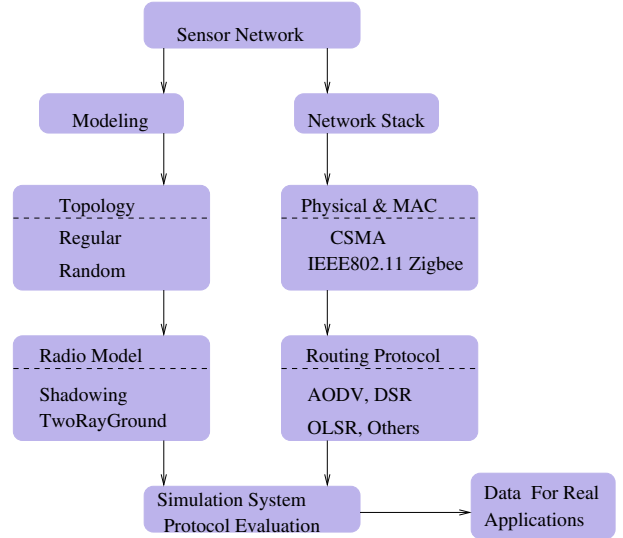 Sensor Network
Modeling
Network Stack
Topology
Regular
Random
Physical & MAC
CSMA
IEEE802.11 Zigbee
Radio Model
Shadowing
TwoRayGround
Routing Protocol
AODV, DSR
OLSR, Others
Simulation System
Protocol Evaluation
Data For Real
Applications